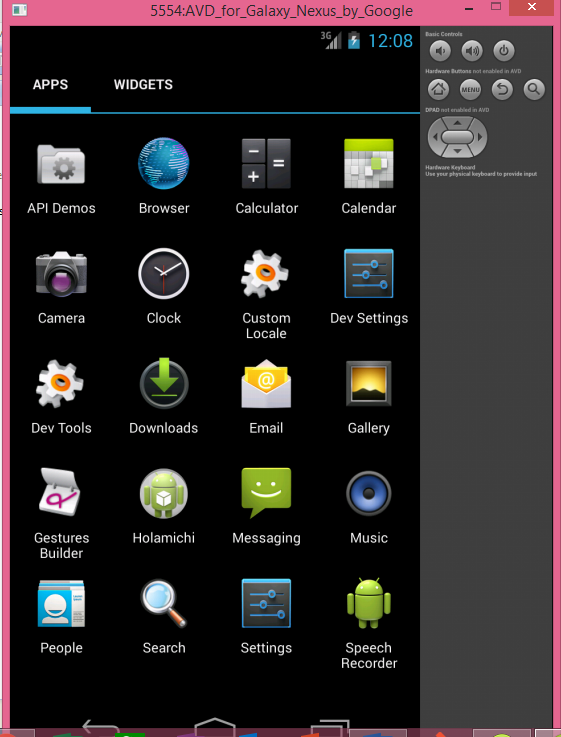 5554:AVD_for_Galaxy_Nexus_by_Google
3G 12:08
APPS WIDGETS
Basic Controls
Hardware Buttons not enabled in AVD
MENU
DPAD not enabled in AVD
Hardware Keyboard
Use your physical keyboard to provide input
API Demos Browser Calculator Calendar
Camera Clock Custom Locale Dev Settings
Dev Tools Downloads Email Gallery
Gestures Builder Holamichi Messaging Music
People Search Settings Speech Recorder